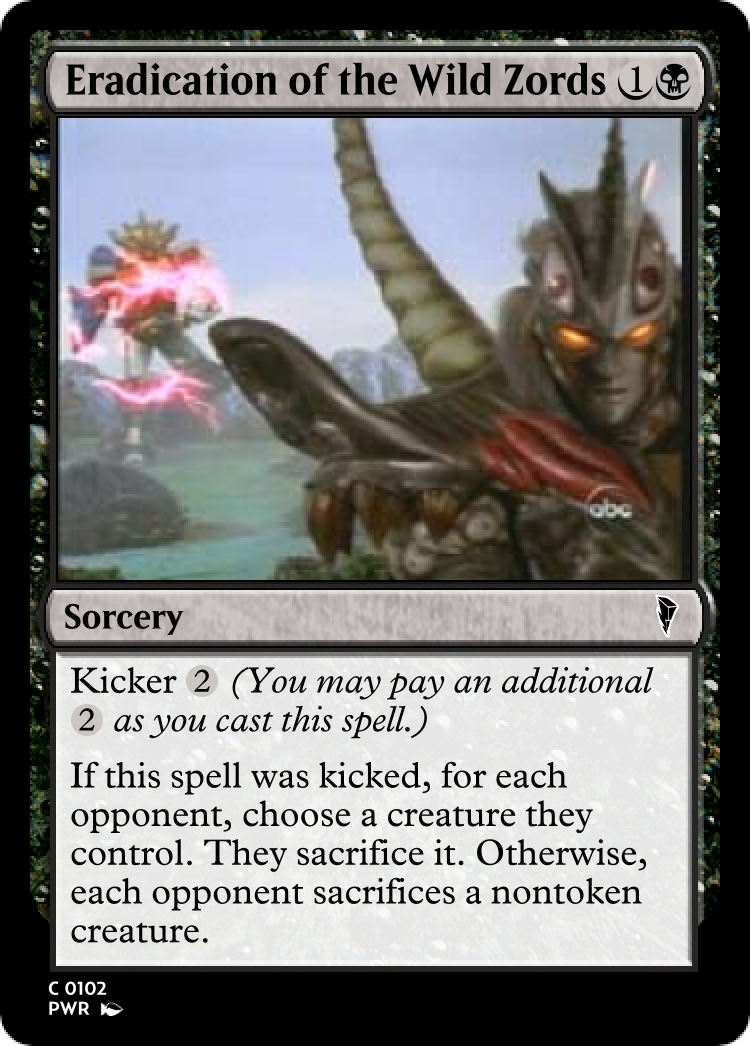 Eradication of the Wild Zords 1
abc
Sorcery
Kicker 2 (You may pay an additional
2 as you cast this spell.)
If this spell was kicked, for each
opponent, choose a creature they
control. They sacrifice it. Otherwise,
each opponent sacrifices a nontoken
creature.
C 0102
PWR